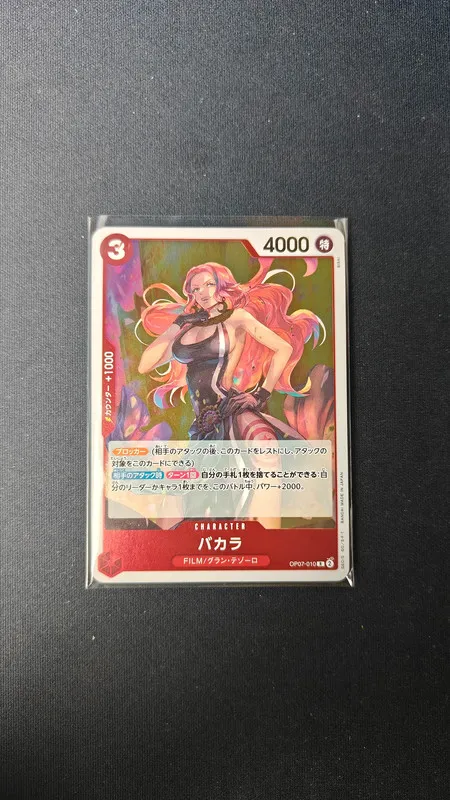 3
4000 特
カウンター +1000
ブロッカー (相手のアタックの後、このカードをレストにし、アタックの
対象をこのカードにできる)
相手のアタック時 ターン1回 自分の手札1枚を捨てることができる:自
分のリーダーかキャラ1枚までを、このバトル中、パワー+2000。
CHARACTER
バカラ
FILM/グラン・テゾーロ
OP07-010 R 2